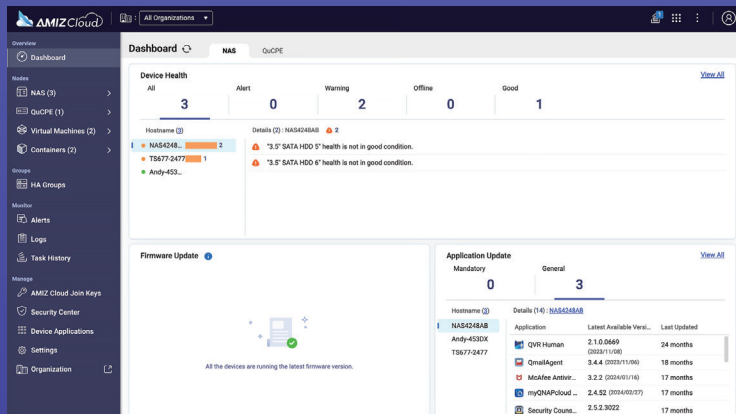 AMIZCloud
: All Organizations
1
Overview
Dashboard
Nodes
NAS (3)
QuCPE (1)
Virtual Machines (2)
Containers (2)
Groups
HA Groups
Monitor
Alerts
Logs
Task History
Manage
AMIZ Cloud Join Keys
Security Center
Device Applications
Settings
Organization
Dashboard
NAS
QuCPE
Device Health
View All
All
Alert
Warning
Offline
Good
3
0
2
0
1
Hostname (3)
Details (2) : NAS4248AB
2
NAS4248...
2
TS677-2477
1
Andy-453...
"3.5" SATA HDD 5" health is not in good condition.
"3.5" SATA HDD 6" health is not in good condition.
Firmware Update
All the devices are running the latest firmware version.
Application Update
View All
Mandatory
General
0
3
Hostname (3)
Details (14) : NAS4248AB
NAS4248AB
Andy-453DX
TS677-2477
Application
Latest Available Versi...
Last Updated
QVR Human
2.1.0.0669
(2023/11/08)
24 months
QmailAgent
3.4.4 (2023/11/06)
18 months
McAfee Antivir...
3.2.2 (2024/01/16)
17 months
myQNAPcloud ...
2.4.52 (2024/02/27)
17 months
Security Couns...
2.5.2.3022
17 months